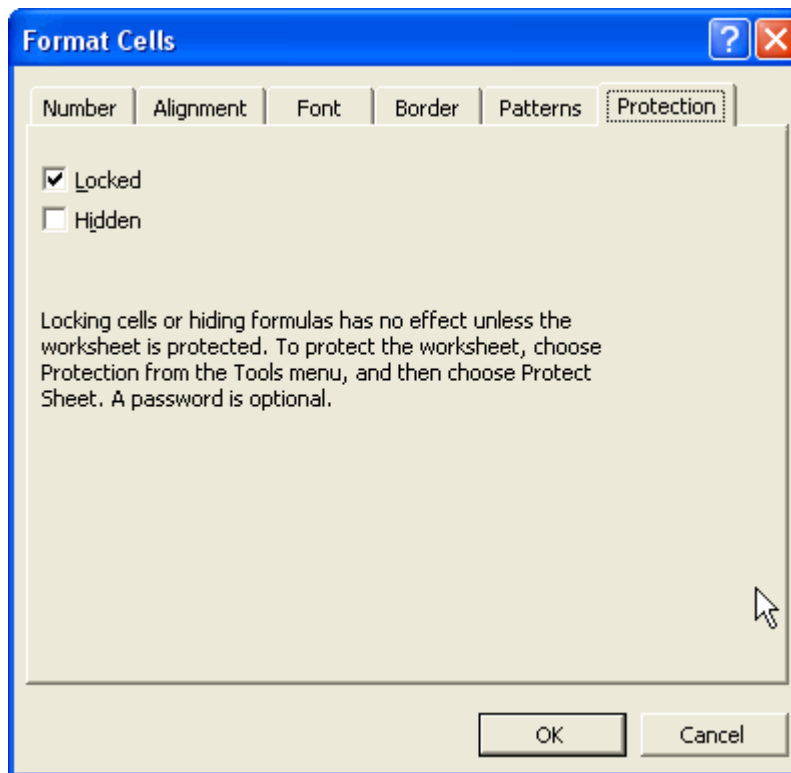 Format Cells
Number Alignment Font Border Patterns Protection
Locked
Hidden
Locking cells or hiding formulas has no effect unless the
worksheet is protected. To protect the worksheet, choose
Protection from the Tools menu, and then choose Protect
Sheet. A password is optional.
OK Cancel